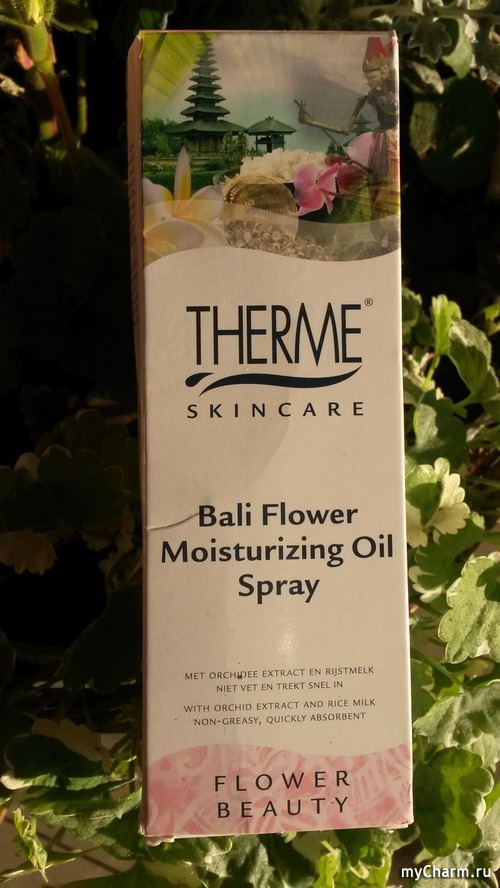 THERME®
SKINCARE
Bali Flower
Moisturizing Oil
Spray
MET ORCHIDEE EXTRACT EN RIJSTMELK
NIET VET EN TREKT SNEL IN
WITH ORCHID EXTRACT AND RICE MILK
NON-GREASY, QUICKLY ABSORBENT
FLOWER
BEAUTY
myCharm.ru